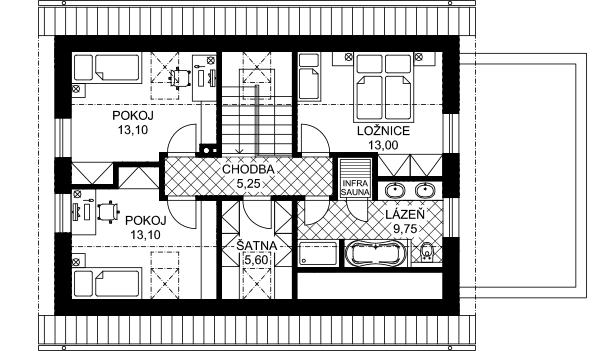 POKOJ
13,10
LOŽNICE
13,00
CHODBA
5,25
INFRA
SAUNA
POKOJ
13,10
ŠATNA
5,60
LÁZEŇ
9,75